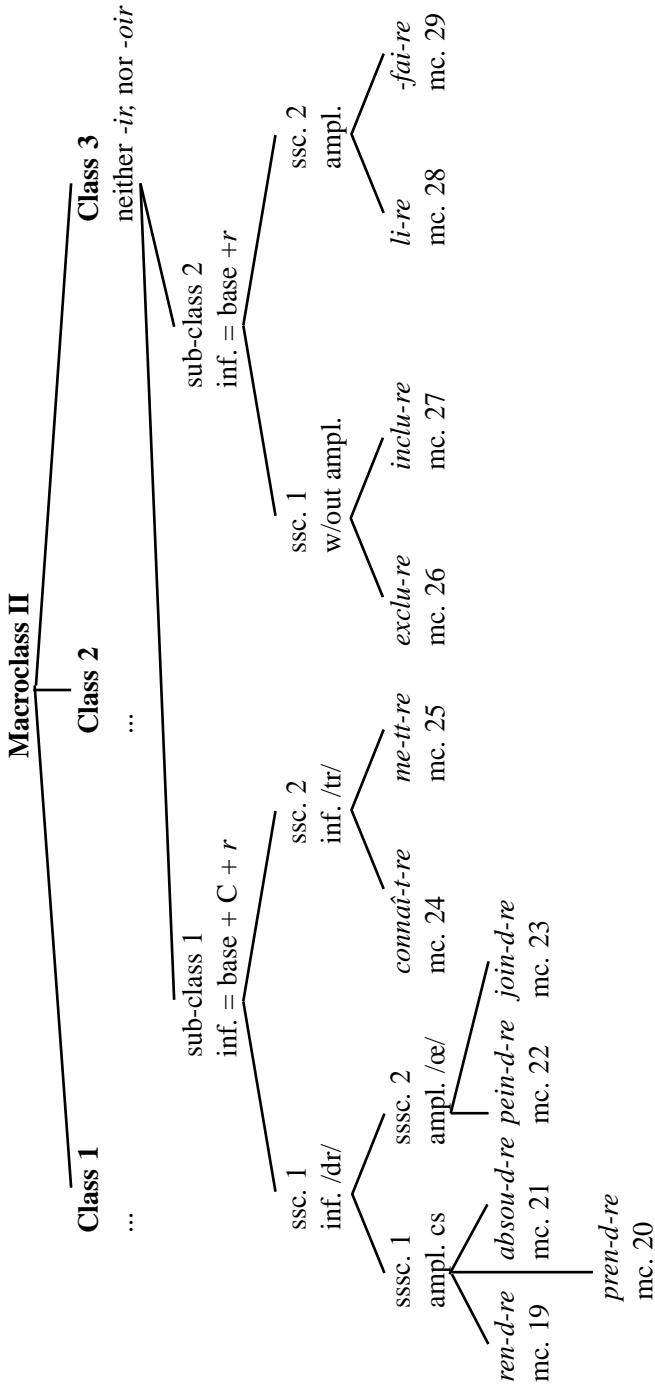 Macroclass II
Class 1
...
Class 2
...
Class 3
neither -ir, nor -oir
sub-class 1
inf. = base + C + r
sub-class 2
inf. = base +r
ssc. 1
inf. /dr/
ssc. 2
inf. /tr/
ssc. 1
w/out ampl.
ssc. 2
ampl.
sssc. 1
ampl. cs
sssc. 2
ampl. /œ/
connaî-t-re
mc. 24
me-tt-re
mc. 25
exclu-re
mc. 26
inclu-re
mc. 27
li-re
mc. 28
-fai-re
mc. 29
ren-d-re
mc. 19
absou-d-re
mc. 21
pein-d-re
mc. 22
join-d-re
mc. 23
pren-d-re
mc. 20